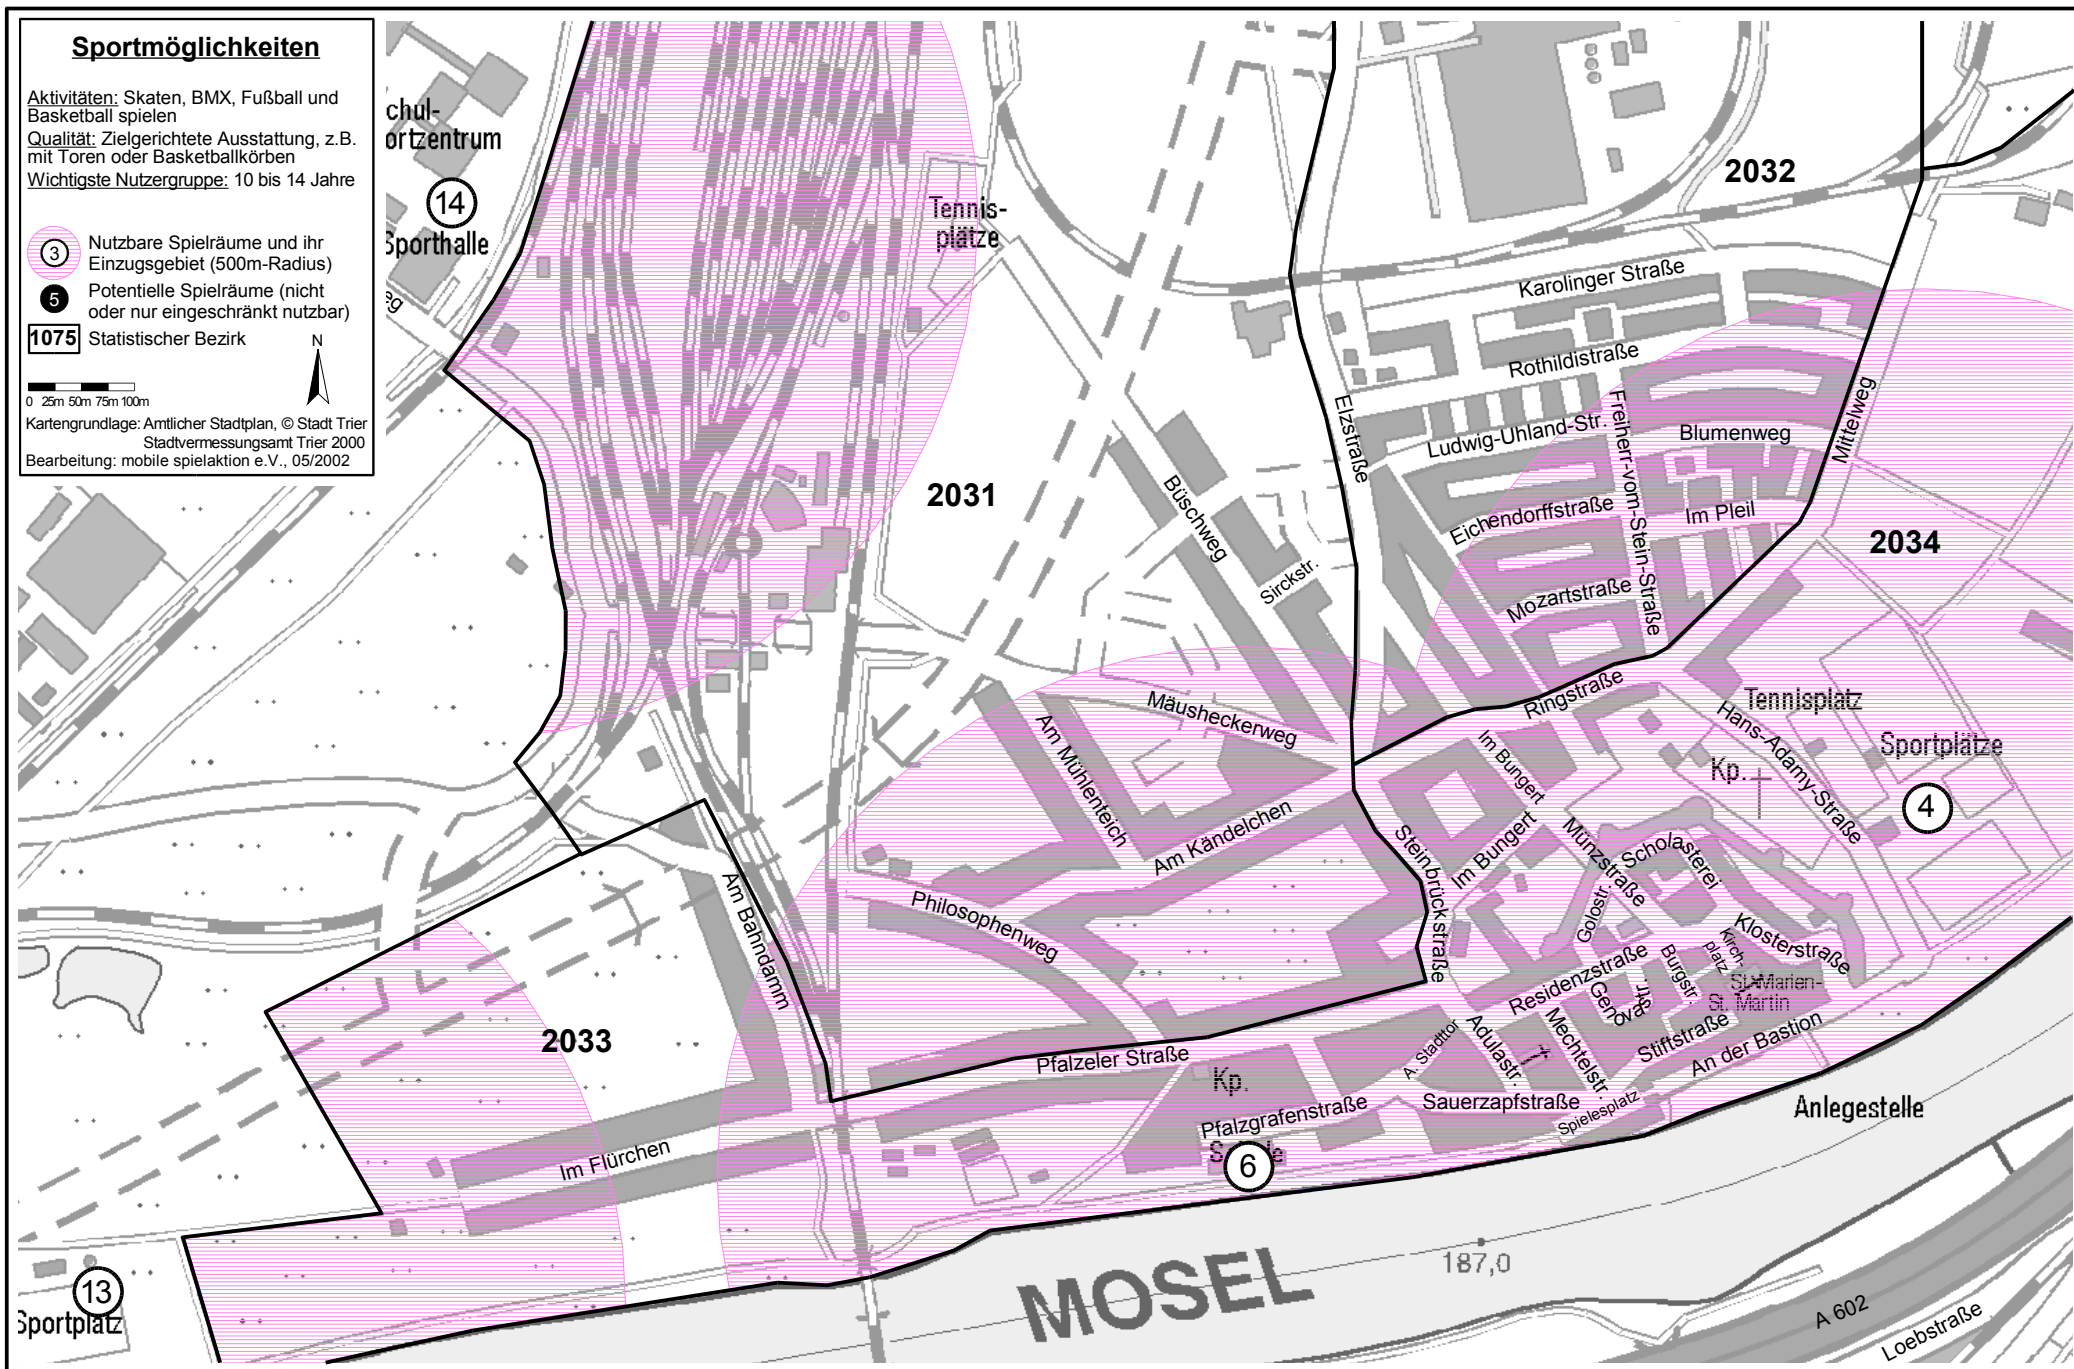 Sportmöglichkeiten
Aktivitäten: Skaten, BMX, Fußball und
Basketball spielen
Qualität: Zielgerichtete Ausstattung, z.B.
mit Toren oder Basketballkörben
Wichtigste Nutzergruppe: 10 bis 14 Jahre
3
Nutzbare Spielräume und ihr
Einzugsgebiet (500m-Radius)
5
Potentielle Spielräume (nicht
oder nur eingeschränkt nutzbar)
1075 Statistischer Bezirk
N
0 25m 50m 75m 100m
Kartengrundlage: Amtlicher Stadtplan, © Stadt Trier
Stadtvermessungsamt Trier 2000
Bearbeitung: mobile spielaktion e.V., 05/2002
chul-
ortzentrum
14
Sporthalle
eg
Tennis-
plätze
2032
Karolinger Straße
Rothildistraße
Elzstraße
Ludwig-Uhland-Str.
Freiherr-vom-Stein-Straße
Blumenweg
Mittelweg
2031
Büschweg
Eichendorffstraße
Im Pleil
2034
Sirckstr.
Mozartstraße
Ringstraße
Mäusheckerweg
Am Mühlenteich
Am Kändelchen
Im Bungert
Im Bungert
Tennisplatz
Hans-Adamy-Straße
Sportplätze
Kp.
4
Steinbrückstraße
Münzstraße
Scholasterei
Golostr.
Klosterstraße
Kirch-
platz
Am Bahndamm
Philosophenweg
Residenzstraße
Burgstr.
Genova-
str.
St. Marien-
St. Martin
2033
Pfalzeler Straße
A. Stadttor
Adulastr.
Mechtelstr.
Stiftstraße
An der Bastion
Kp.
Pfalzgrafenstraße
Sauerzapfstraße
Spielesplatz
Anlegestelle
Im Flürchen
6
13
Sportplatz
MOSEL
187,0
A 602
Loebstraße